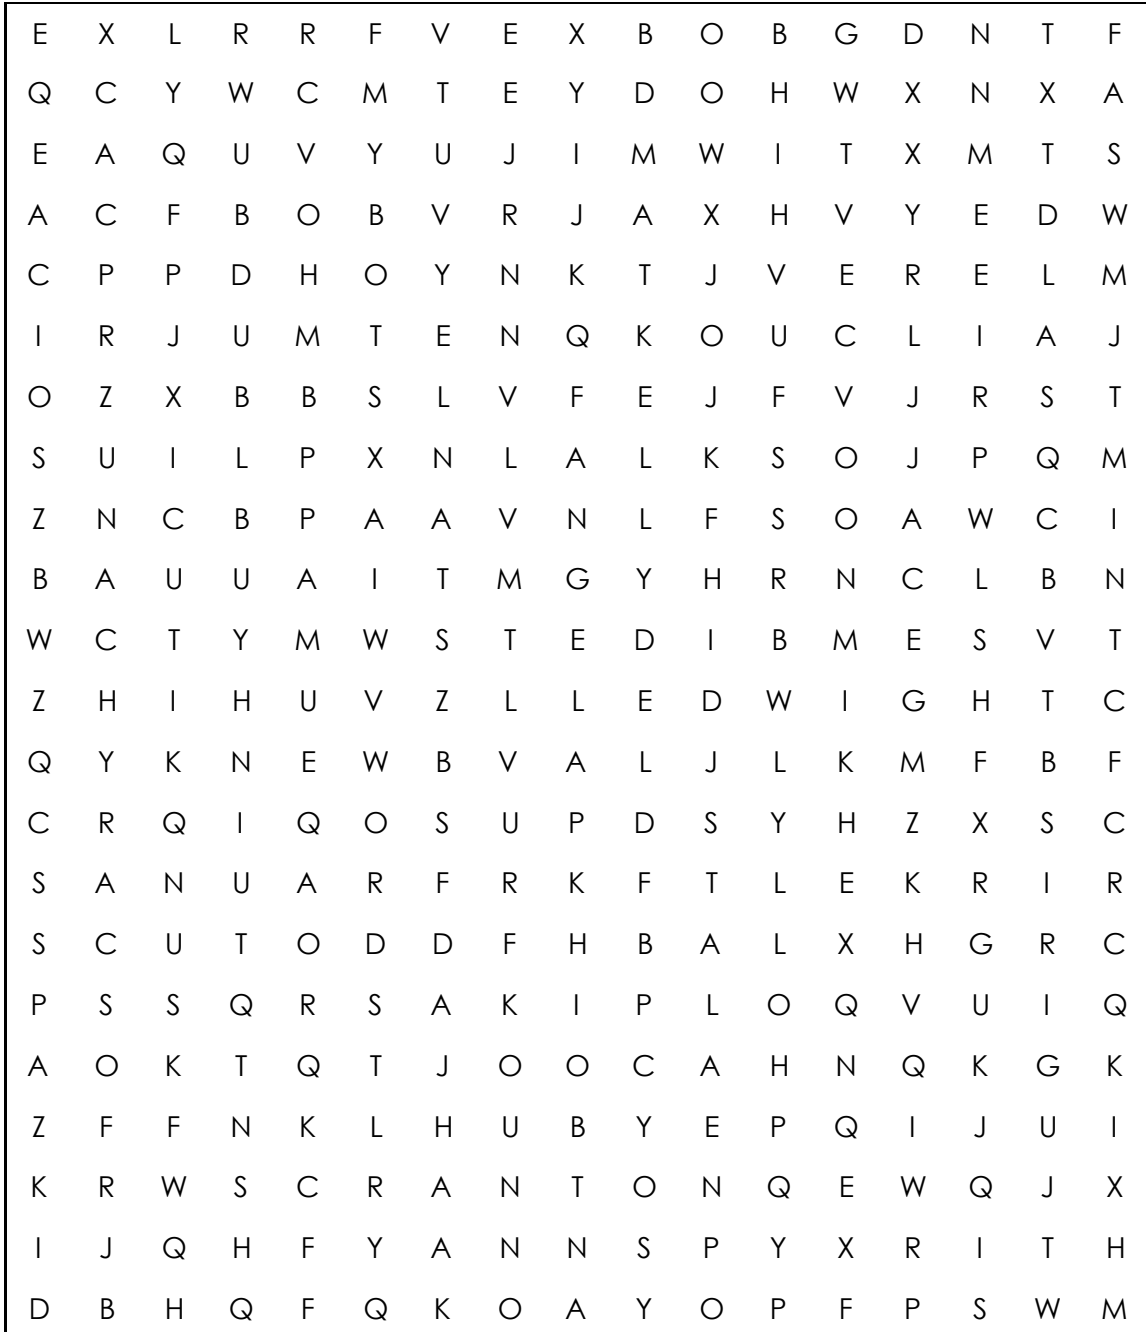 E X L R R F V E X B O B G D N T F
Q C Y W C M T E Y D O H W X N X A
E A Q U V Y U J I M W I T X M T S
A C F B O B V R J A X H V Y E D W
C P P D H O Y N K T J V E R E L M
I R J U M T E N Q K O U C L I A J
O Z X B B S L V F E J F V J R S T
S U I L P X N L A L K S O J P Q M
Z N C B P A A V N L F S O A W C I
B A U U A I T M G Y H R N C L B N
W C T Y M W S T E D I B M E S V T
Z H I H U V Z L L E D W I G H T C
Q Y K N E W B V A L J L K M F B F
C R Q I Q O S U P D S Y H Z X S C
S A N U A R F R K F T L E K R I R
S C U T O D D F H B A L X H G R C
P S S Q R S A K I P L O Q V U I Q
A O K T Q T J O O C A H N Q K G K
Z F F N K L H U B Y E P Q I J U I
K R W S C R A N T O N Q E W Q J X
I J Q H F Y A N N S P Y X R I T H
D B H Q F Q K O A Y O P F P S W M